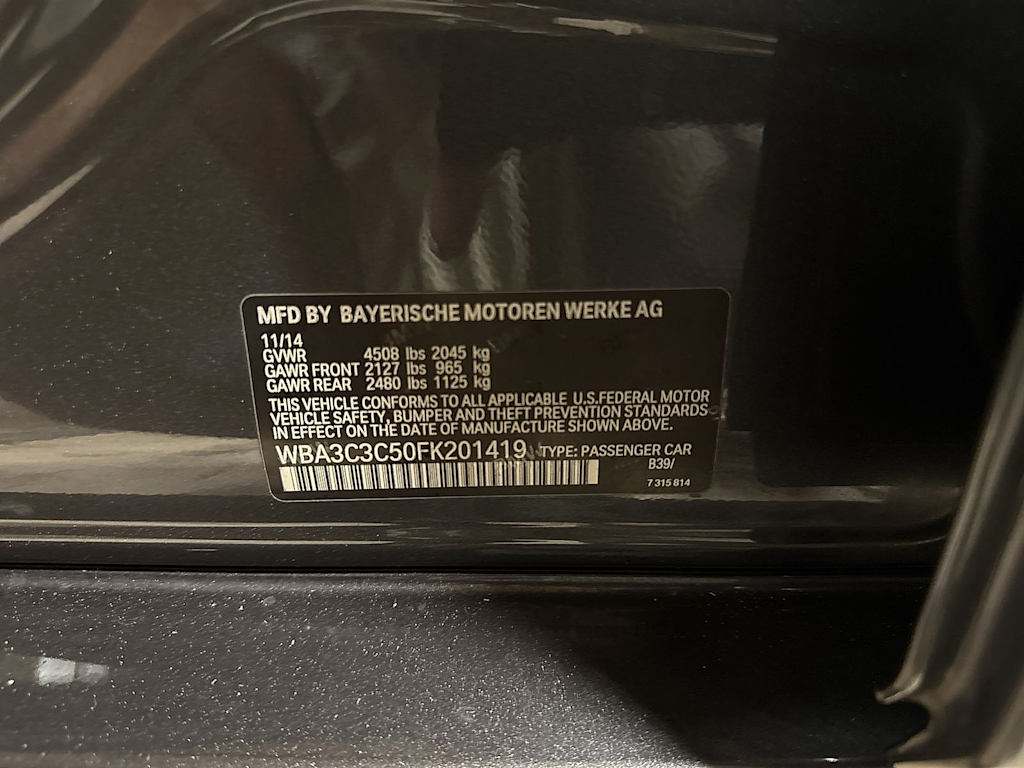 MFD BY BAYERISCHE MOTOREN WERKE AG
11/14
GVWR 4508 lbs 2045 kg
GAWR FRONT 2127 lbs 965 kg
GAWR REAR 2480 lbs 1125 kg
THIS VEHICLE CONFORMS TO ALL APPLICABLE U.S.FEDERAL MOTOR
VEHICLE SAFETY, BUMPER AND THEFT PREVENTION STANDARDS
IN EFFECT ON THE DATE OF MANUFACTURE SHOWN ABOVE.
WBA3C3C50FK201419 TYPE: PASSENGER CAR
B39/
7 315 814